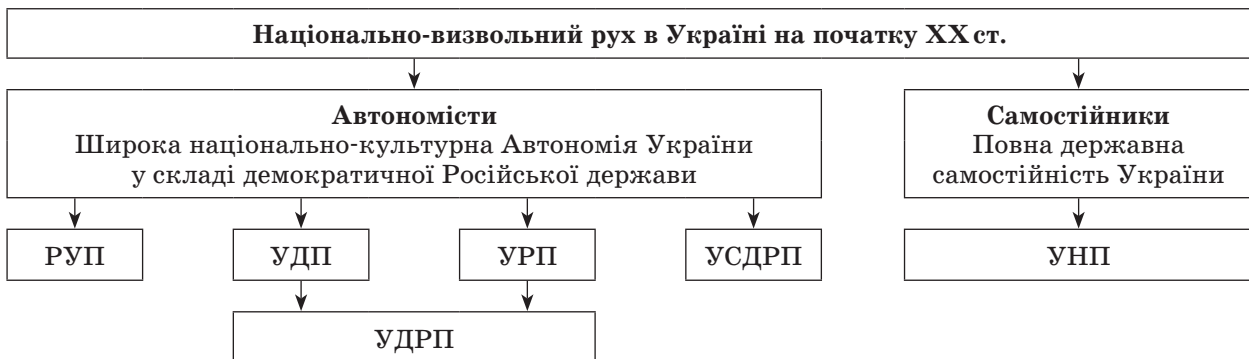 Національно-визвольний рух в Україні на початку ХХ ст.
Автономісти
Широка національно-культурна Автономія України
у складі демократичної Російської держави
Самостійники
Повна державна
самостійність України
РУП
УДП
УРП
УСДРП
УНП
УДРП